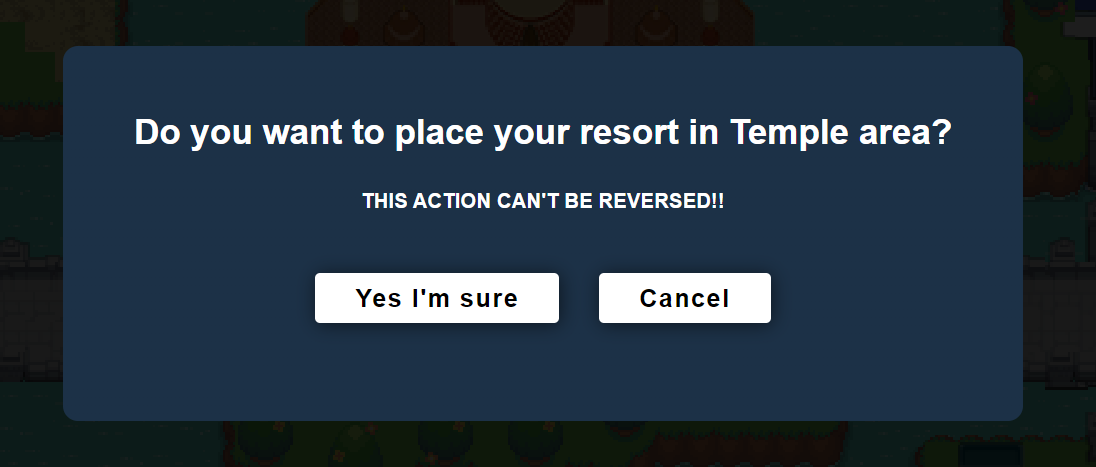 Do you want to place your resort in Temple area?
THIS ACTION CAN'T BE REVERSED!!
Yes I'm sure
Cancel